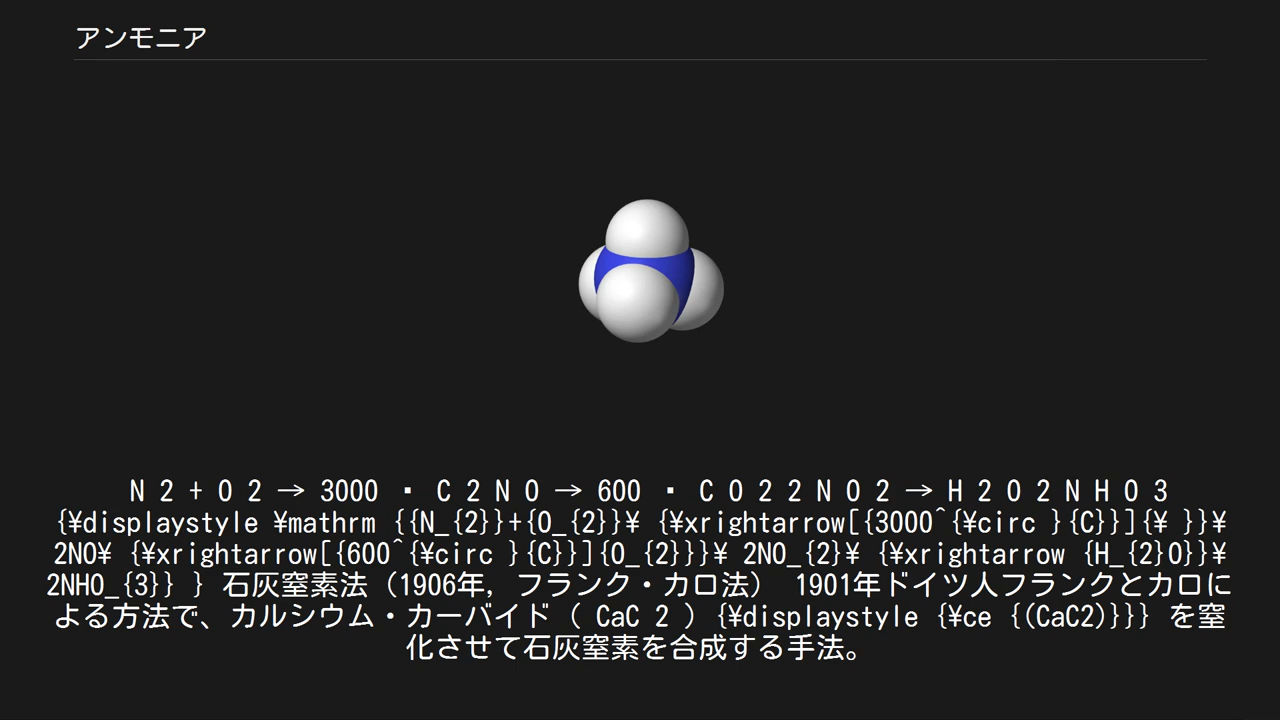 アンモニア
N 2 + O 2 → 3000 ∙ C 2 N O → 600 ∙ C O 2 2 N O 2 → H 2 O 2 N H O 3
{¥displaystyle ¥mathrm {{N_{2}}+{O_{2}}¥ {¥xrightarrow[{3000^{¥circ }{C}}]{¥ }}¥
2NO¥ {¥xrightarrow[{600^{¥circ }{C}}]{O_{2}}}¥ 2NO_{2}¥ {¥xrightarrow {H_{2}O}}¥
2NHO_{3}} } 石灰窒素法（1906年, フランク・カロ法） 1901年ドイツ人フランクとカロに
よる方法で、カルシウム・カーバイド ( CaC 2 ) {¥displaystyle {¥ce {(CaC2)}}} を窒
化させて石灰窒素を合成する手法。